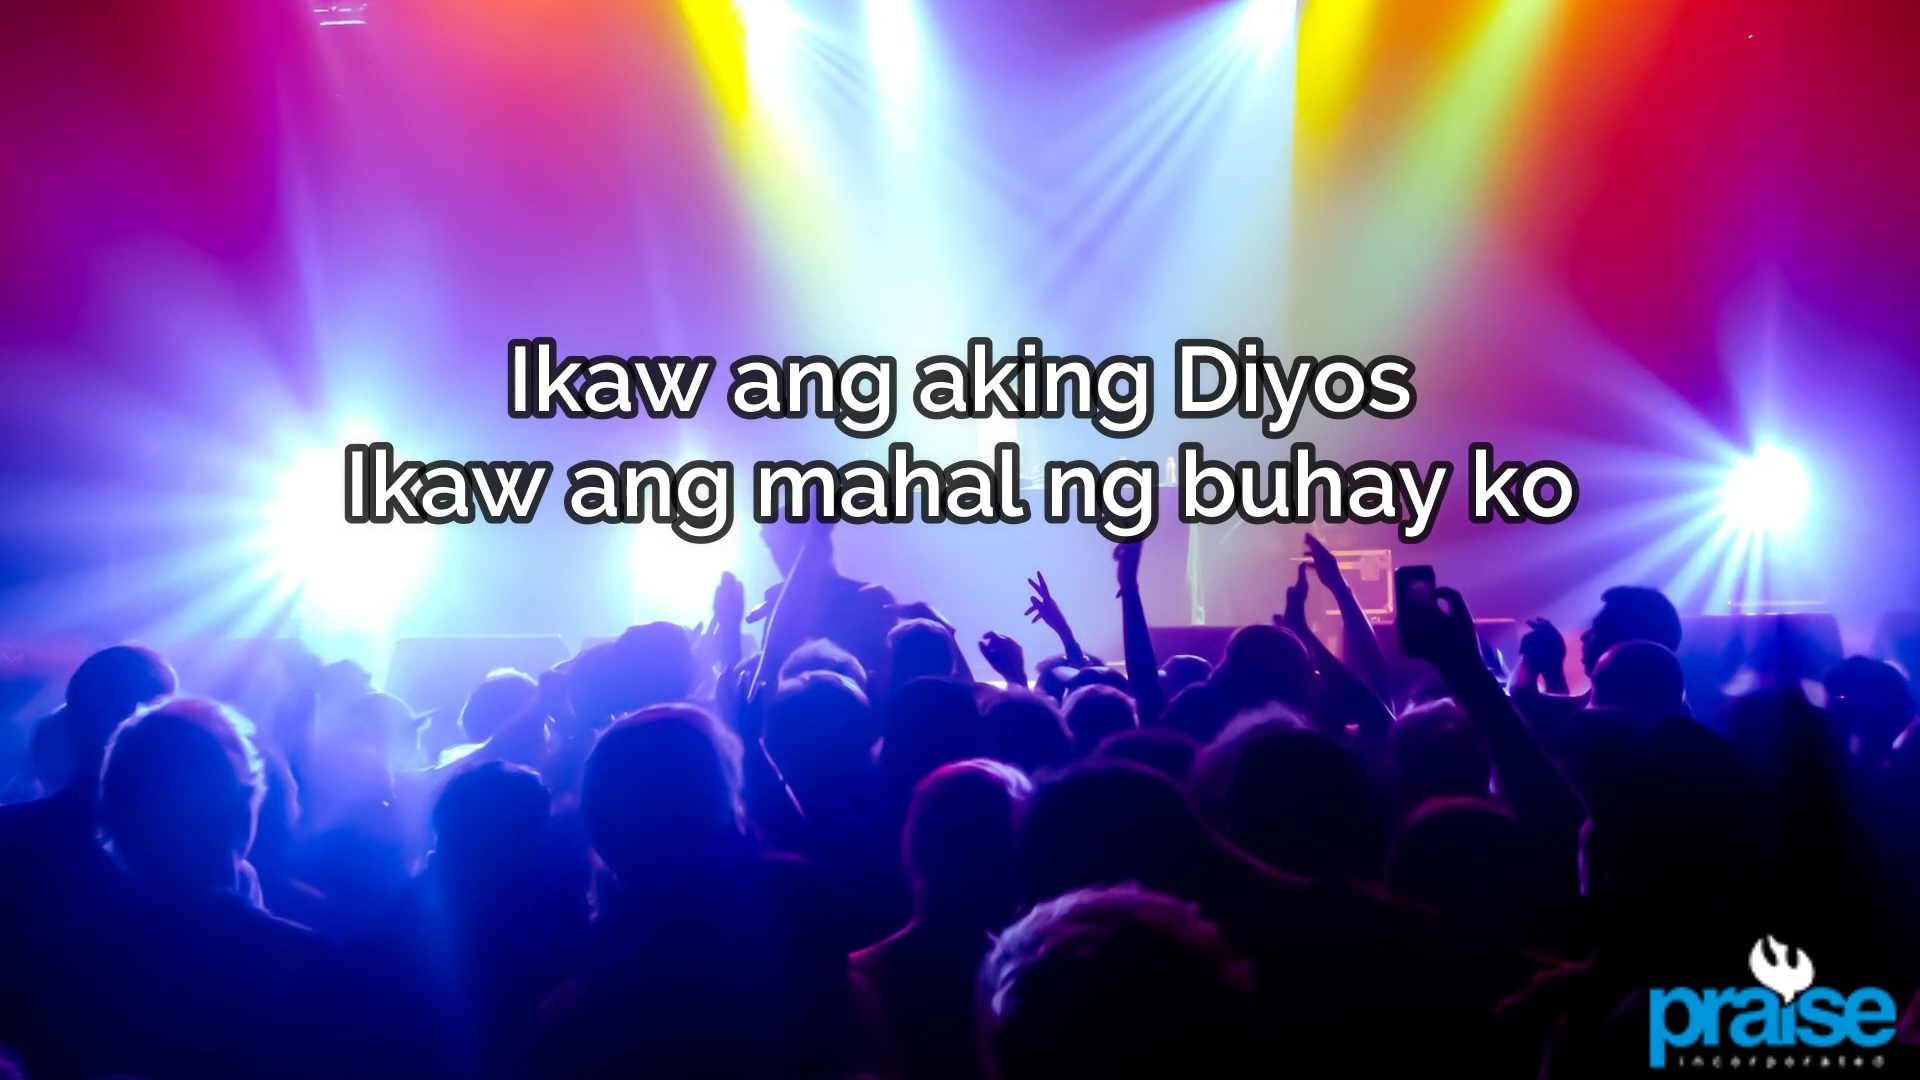 Ikaw ang aking Diyos
Ikaw ang mahal ng buhay ko
praise
incorporated